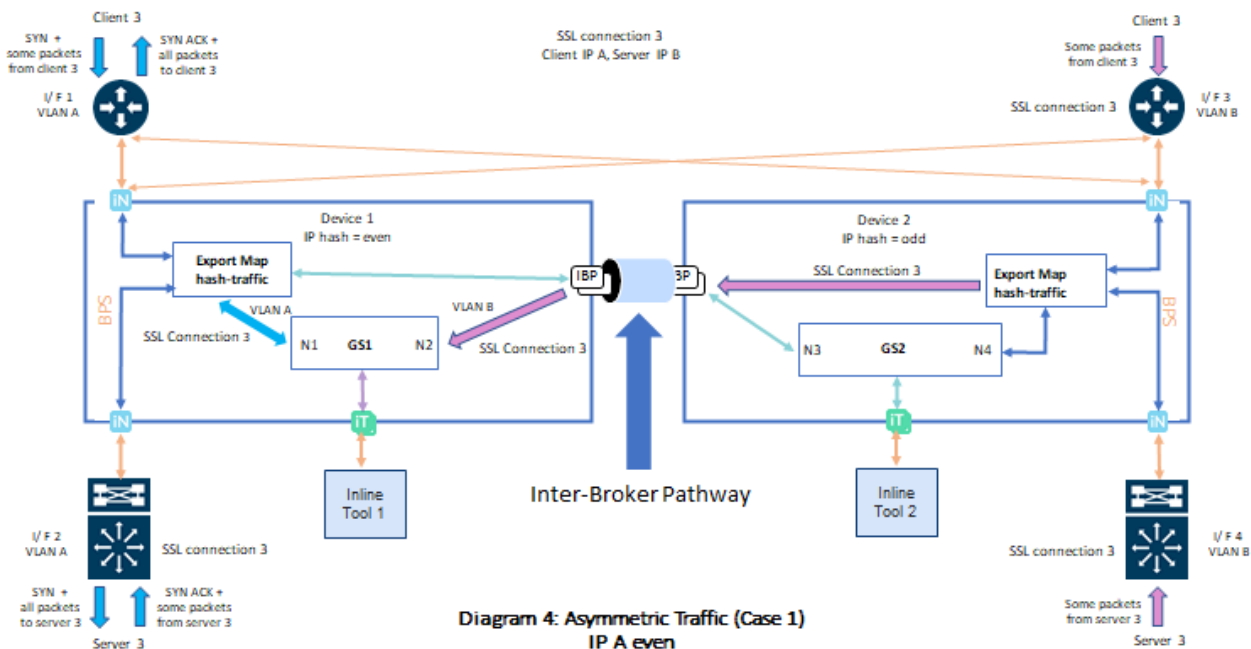 Client 3
SYN +
some packets
from client 3
SYN ACK +
all packets
to client 3
I/F 1
VLAN A
SSL connection 3
Client IP A, Server IP B
Client 3
Some packets
from client 3
SSL connection 3
I/F 3
VLAN B
iN
iN
Device 1
IP hash = even
Export Map
hash-traffic
BPS
VLAN A
SSL Connection 3
N1
GS1
N2
VLAN B
SSL Connection 3
IBP
BP
Device 2
IP hash = odd
SSL Connection 3
Export Map
hash-traffic
BPS
N3
GS2
N4
iN
iT
iT
iN
Inline
Tool 1
Inter-Broker Pathway
Inline
Tool 2
I/F 2
VLAN A
SSL connection 3
SYN +
all packets
to server 3
SYN ACK +
some packets
from server 3
Server 3
SSL connection 3
I/F 4
VLAN B
Some packets
from server 3
Server 3
Diagram 4: Asymmetric Traffic (Case 1)
IP A even